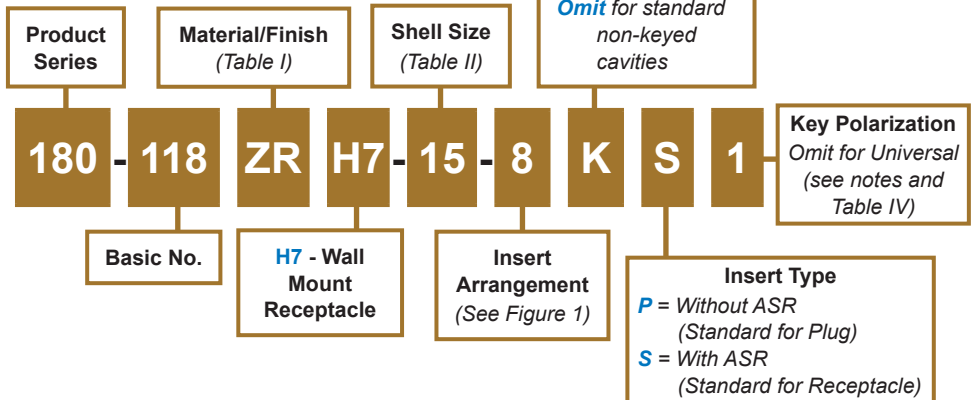 Omit for standard
non-keyed
cavities
Product
Series
Material/Finish
(Table I)
Shell Size
(Table II)
180 - 118 ZR H7 - 15 - 8 K S 1
Key Polarization
Omit for Universal
(see notes and
Table IV)
Basic No.
H7 - Wall
Mount
Receptacle
Insert
Arrangement
(See Figure 1)
Insert Type
P = Without ASR
(Standard for Plug)
S = With ASR
(Standard for Receptacle)